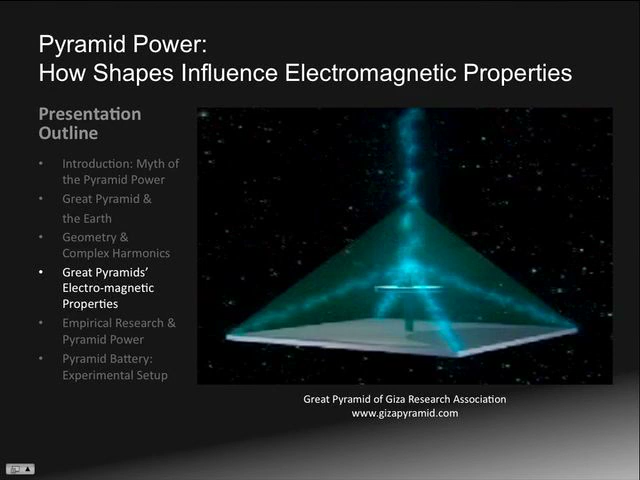 Pyramid Power:
How Shapes Influence Electromagnetic Properties
Presentation
Outline
• Introduction: Myth of
the Pyramid Power
• Great Pyramid &
the Earth
• Geometry &
Complex Harmonics
• Great Pyramids’
Electro-magnetic
Properties
• Empirical Research &
Pyramid Power
• Pyramid Battery:
Experimental Setup
Great Pyramid of Giza Research Association
www.gizapyramid.com